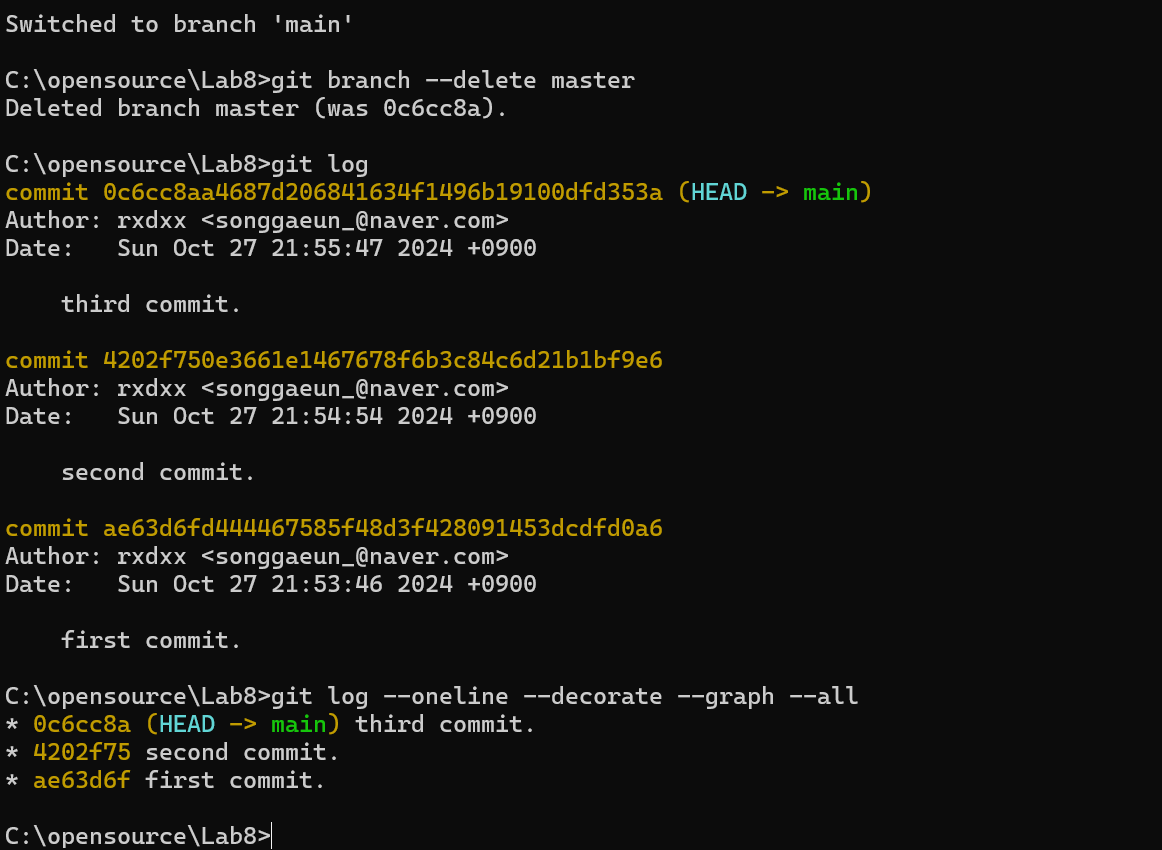 Switched to branch 'main'
C:\opensource\Lab8>git branch --delete master
Deleted branch master (was 0c6cc8a).
C:\opensource\Lab8>git log
commit 0c6cc8aa4687d206841634f1496b19100dfd353a (HEAD -> main)
Author: rxdxx <songgaeun_@naver.com>
Date:   Sun Oct 27 21:55:47 2024 +0900
    third commit.
commit 4202f750e3661e1467678f6b3c84c6d21b1bf9e6
Author: rxdxx <songgaeun_@naver.com>
Date:   Sun Oct 27 21:54:54 2024 +0900
    second commit.
commit ae63d6fd444467585f48d3f428091453dcdfd0a6
Author: rxdxx <songgaeun_@naver.com>
Date:   Sun Oct 27 21:53:46 2024 +0900
    first commit.
C:\opensource\Lab8>git log --oneline --decorate --graph --all
* 0c6cc8a (HEAD -> main) third commit.
* 4202f75 second commit.
* ae63d6f first commit.
C:\opensource\Lab8>